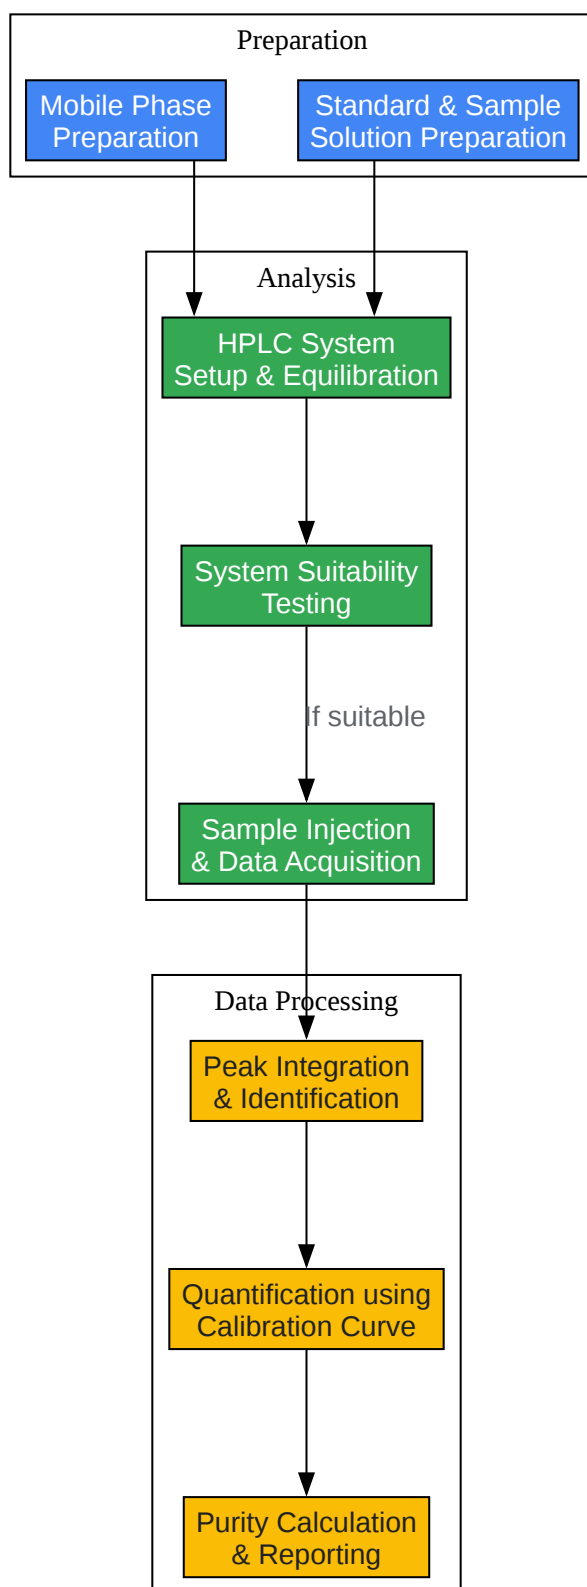 Preparation
Mobile Phase
Preparation
Standard & Sample
Solution Preparation
Analysis
HPLC System
Setup & Equilibration
System Suitability
Testing
If suitable
Sample Injection
& Data Acquisition
Data Processing
Peak Integration
& Identification
Quantification using
Calibration Curve
Purity Calculation
& Reporting